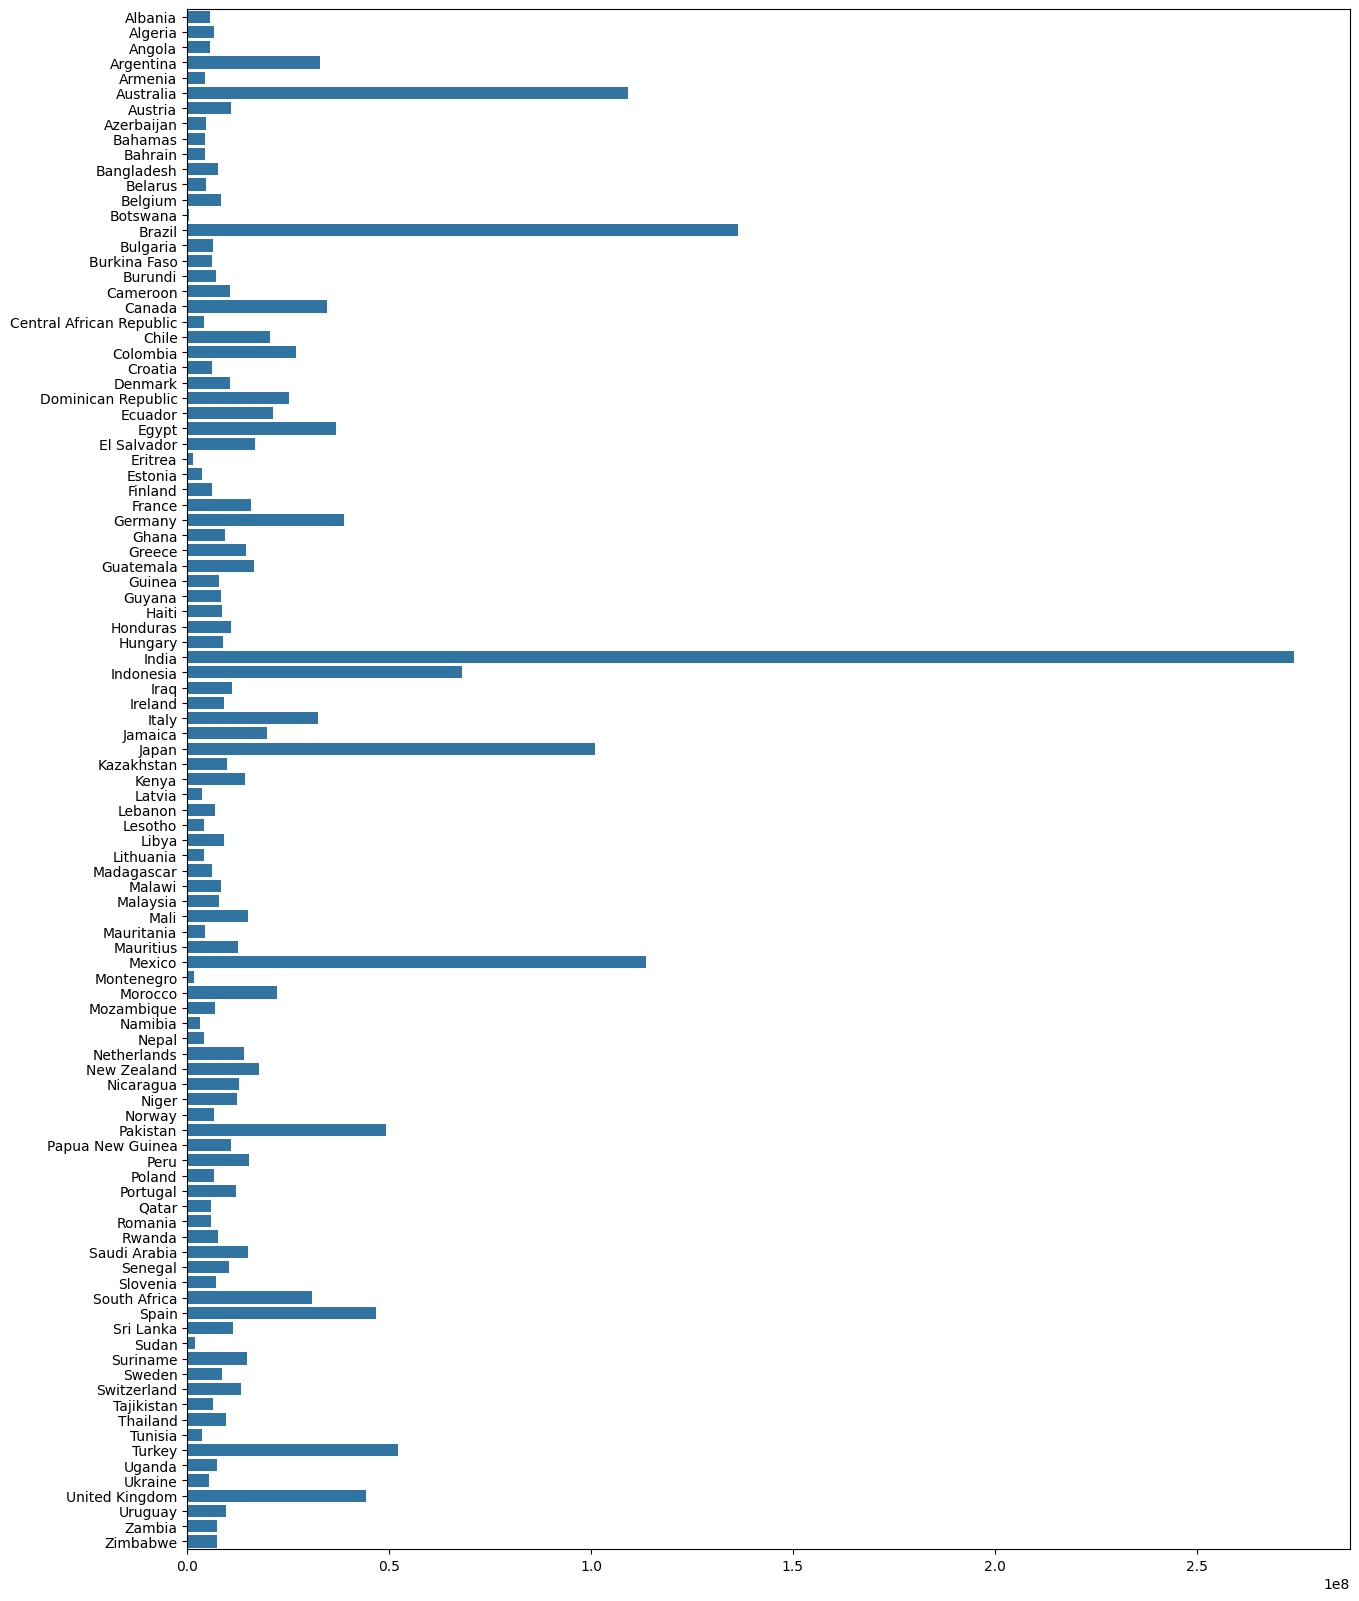 Albania
Algeria
Angola
Argentina
Armenia
Australia
Austria
Azerbaijan
Bahamas
Bahrain
Bangladesh
Belarus
Belgium
Botswana
Brazil
Bulgaria
Burkina Faso
Burundi
Cameroon
Canada
Central African Republic
Chile
Colombia
Croatia
Denmark
Dominican Republic
Ecuador
Egypt
El Salvador
Eritrea
Estonia
Finland
France
Germany
Ghana
Greece
Guatemala
Guinea
Guyana
Haiti
Honduras
Hungary
India
Indonesia
Iraq
Ireland
Italy
Jamaica
Japan
Kazakhstan
Kenya
Latvia
Lebanon
Lesotho
Libya
Lithuania
Madagascar
Malawi
Malaysia
Mali
Mauritania
Mauritius
Mexico
Montenegro
Morocco
Mozambique
Namibia
Nepal
Netherlands
New Zealand
Nicaragua
Niger
Norway
Pakistan
Papua New Guinea
Peru
Poland
Portugal
Qatar
Romania
Rwanda
Saudi Arabia
Senegal
Slovenia
South Africa
Spain
Sri Lanka
Sudan
Suriname
Sweden
Switzerland
Tajikistan
Thailand
Tunisia
Turkey
Uganda
Ukraine
United Kingdom
Uruguay
Zambia
Zimbabwe
0.0 0.5 1.0 1.5 2.0 2.5
1e8